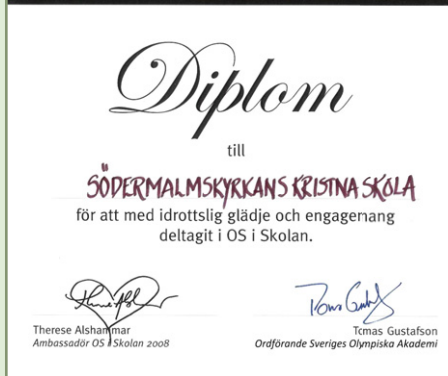 Diplom
till
SÖDERMALMSKYRKANS KRISTNA SKOLA
för att med idrottslig glädje och engagemang
deltagit i OS i Skolan.
Therese Alshammar
Ambassadör OS i Skolan 2008
Tomas Gustafson
Ordförande Sveriges Olympiska Akademi